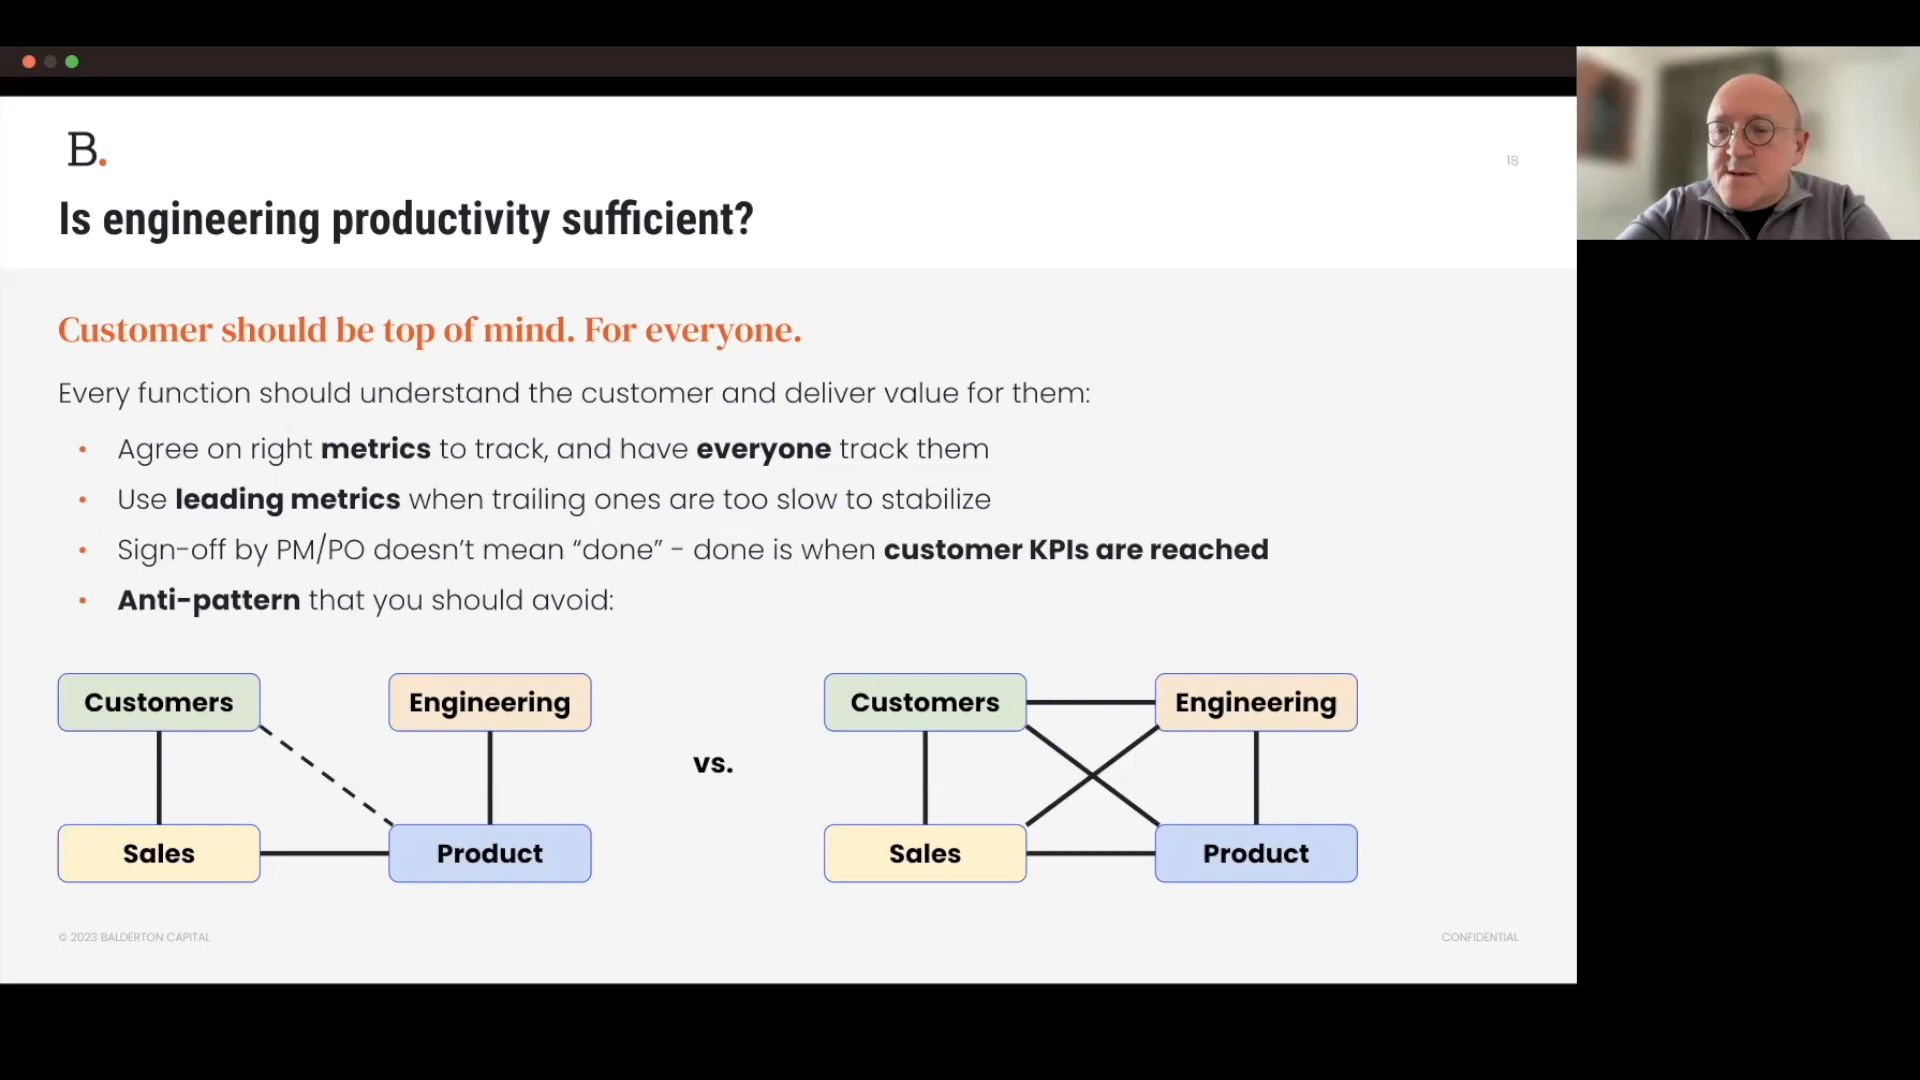 B.
18
Is engineering productivity sufficient?
Customer should be top of mind. For everyone.
Every function should understand the customer and deliver value for them:
• Agree on right metrics to track, and have everyone track them
• Use leading metrics when trailing ones are too slow to stabilize
• Sign-off by PM/PO doesn’t mean “done” - done is when customer KPIs are reached
• Anti-pattern that you should avoid:
Customers
Engineering
Sales
Product
vs.
Customers
Engineering
Sales
Product
© 2023 BALDERTON CAPITAL
CONFIDENTIAL